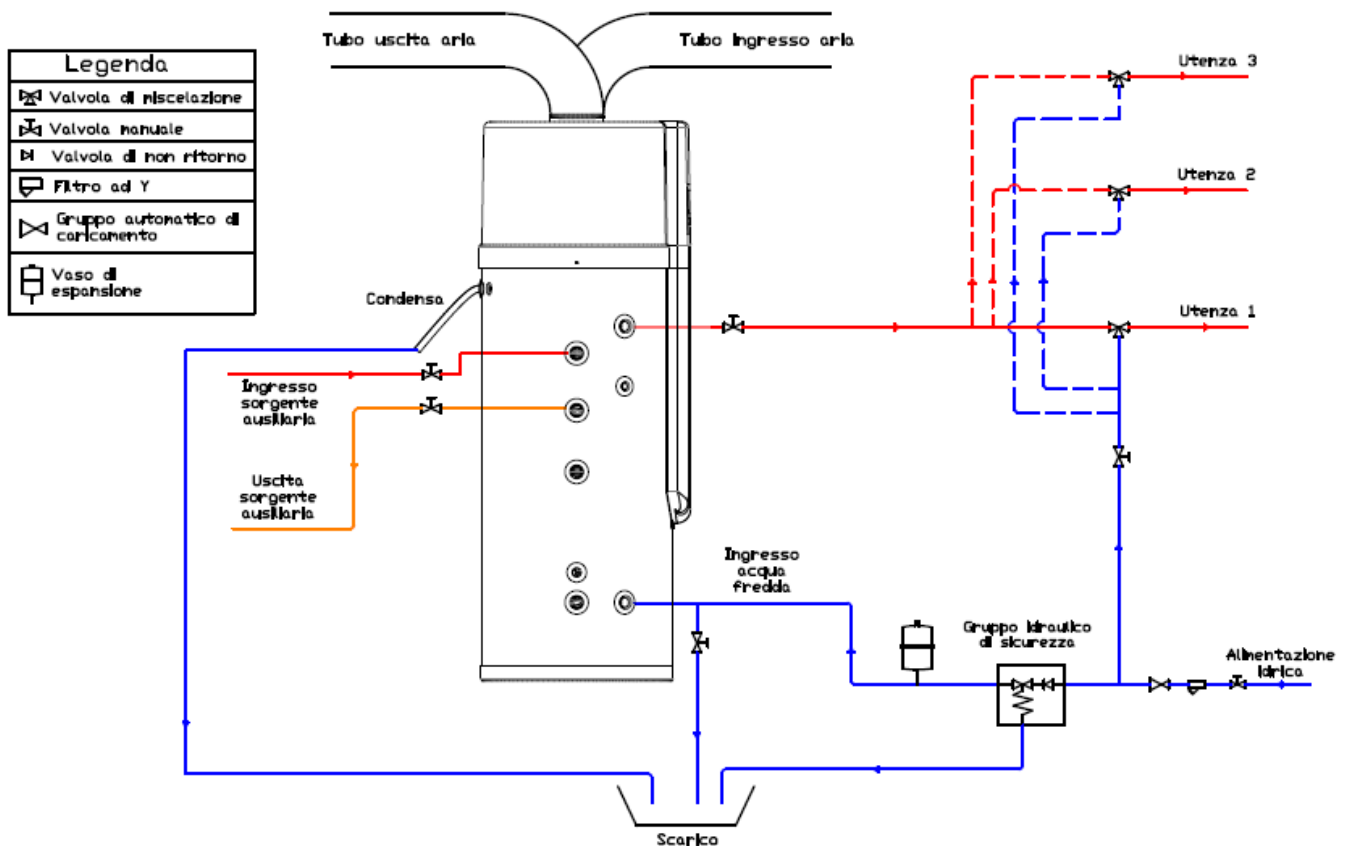 Tubo uscita aria
Tubo ingresso aria
Legenda
Valvola di miscelazione
Valvola manuale
Valvola di non ritorno
Filtro ad Y
Gruppo automatico di
caricamento
Vaso di
espansione
Utenza 3
Utenza 2
Utenza 1
Condensa
Ingresso
sorgente
ausiliaria
Uscita
sorgente
ausiliaria
Ingresso
acqua
fredda
Gruppo idraulico
di sicurezza
Alimentazione
idrica
Scarico